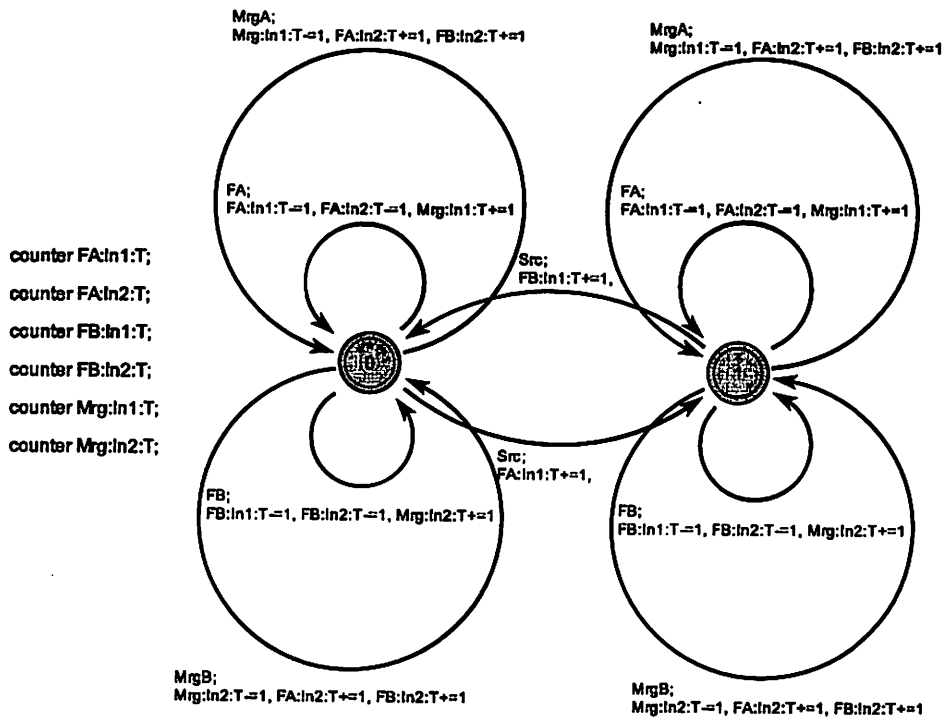 MrgA;
Mrg:In1:T-=1, FA:In2:T+=1, FB:In2:T+=1
MrgA;
Mrg:In1:T-=1, FA:In2:T+=1, FB:In2:T+=1
FA;
FA:In1:T-=1, FA:In2:T-=1, Mrg:In1:T+=1
FA;
FA:In1:T-=1, FA:In2:T-=1, Mrg:In1:T+=1
counter FA:In1:T;
counter FA:In2:T;
counter FB:In1:T;
counter FB:In2:T;
counter Mrg:In1:T;
counter Mrg:In2:T;
Src;
FB:In1:T+=1,
0
1
Src;
FA:In1:T+=1,
FB;
FB:In1:T-=1, FB:In2:T-=1, Mrg:In2:T+=1
FB;
FB:In1:T-=1, FB:In2:T-=1, Mrg:In2:T+=1
MrgB;
Mrg:In2:T-=1, FA:In2:T+=1, FB:In2:T+=1
MrgB;
Mrg:In2:T-=1, FA:In2:T+=1, FB:In2:T+=1